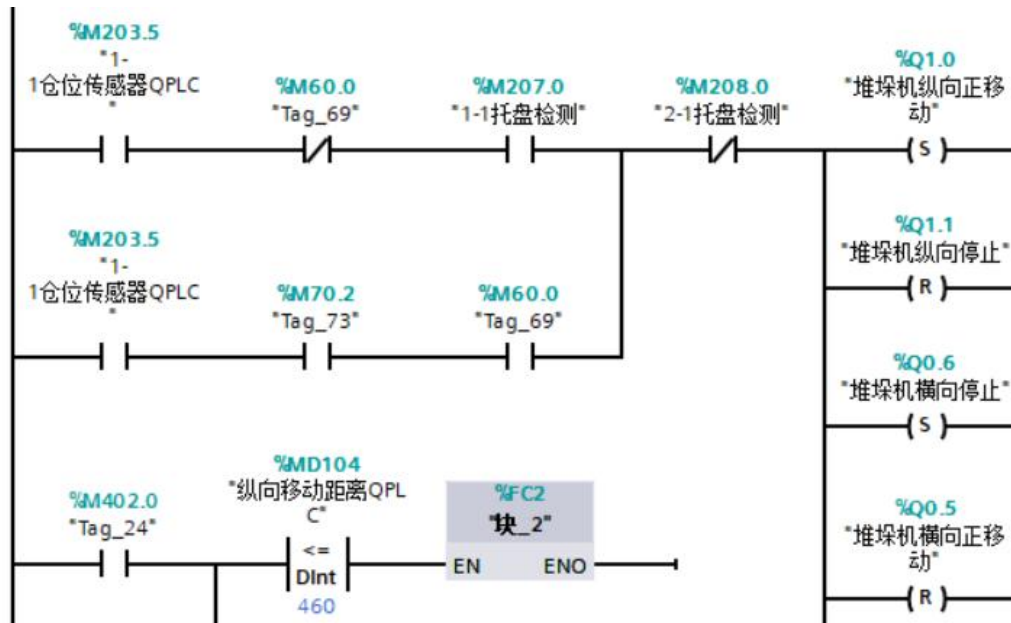 %M203.5
"1-
1仓位传感器QPLC
"
%M60.0
"Tag_69"
%M207.0
"1-1托盘检测"
%M208.0
"2-1托盘检测"
%Q1.0
"堆垛机纵向正移
动"
( S )
%Q1.1
"堆垛机纵向停止"
( R )
%M203.5
"1-
1仓位传感器QPLC
"
%M70.2
"Tag_73"
%M60.0
"Tag_69"
%Q0.6
"堆垛机横向停止"
( S )
%M402.0
"Tag_24"
%MD104
"纵向移动距离QPL
C"
<=
DInt
460
%FC2
"块_2"
EN ENO
%Q0.5
"堆垛机横向正移
动"
( R )